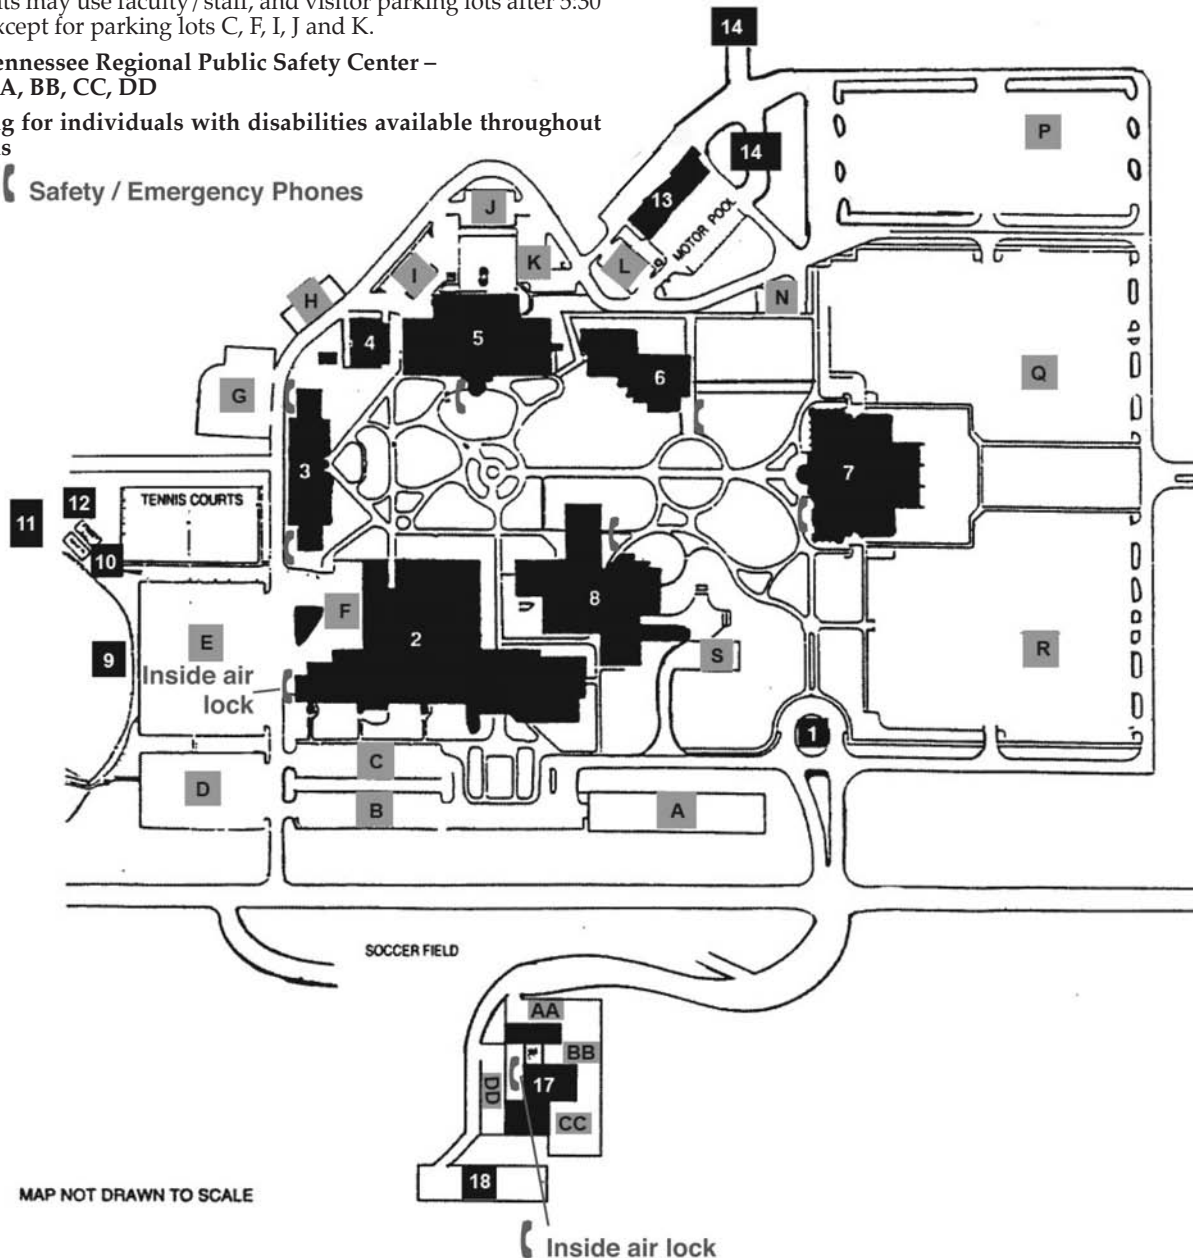 ts may use faculty/staff, and visitor parking lots after 5:30
xcept for parking lots C, F, I, J and K.
ennessee Regional Public Safety Center –
A, BB, CC, DD
g for individuals with disabilities available throughout
is
Safety / Emergency Phones
14
P
14
13
MOTOR POOL
J
K
L
I
N
H
4
5
6
Q
G
3
7
12
TENNIS COURTS
11
10
8
F
E
2
S
R
9
Inside air
lock
1
C
D
B
A
SOCCER FIELD
AA
BB
17
DD
CC
18
MAP NOT DRAWN TO SCALE
Inside air lock